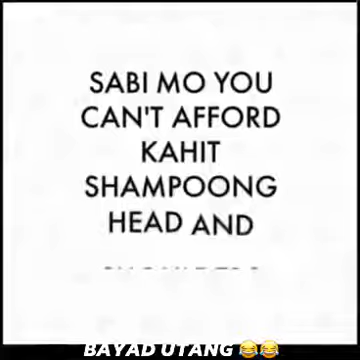 SABI MO YOU
CAN'T AFFORD
KAHIT
SHAMPOONG
HEAD AND
BAYAD UTANG 😂😂